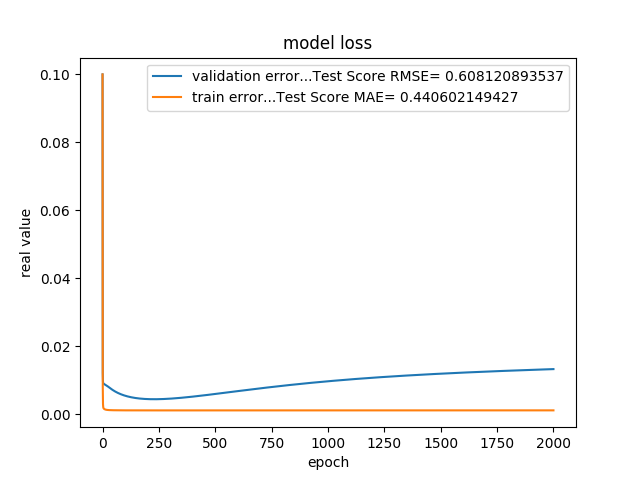 model loss
validation error...Test Score RMSE= 0.608120893537
train error...Test Score MAE= 0.440602149427
0.10
0.08
0.06
0.04
0.02
0.00
real value
0 250 500 750 1000 1250 1500 1750 2000
epoch